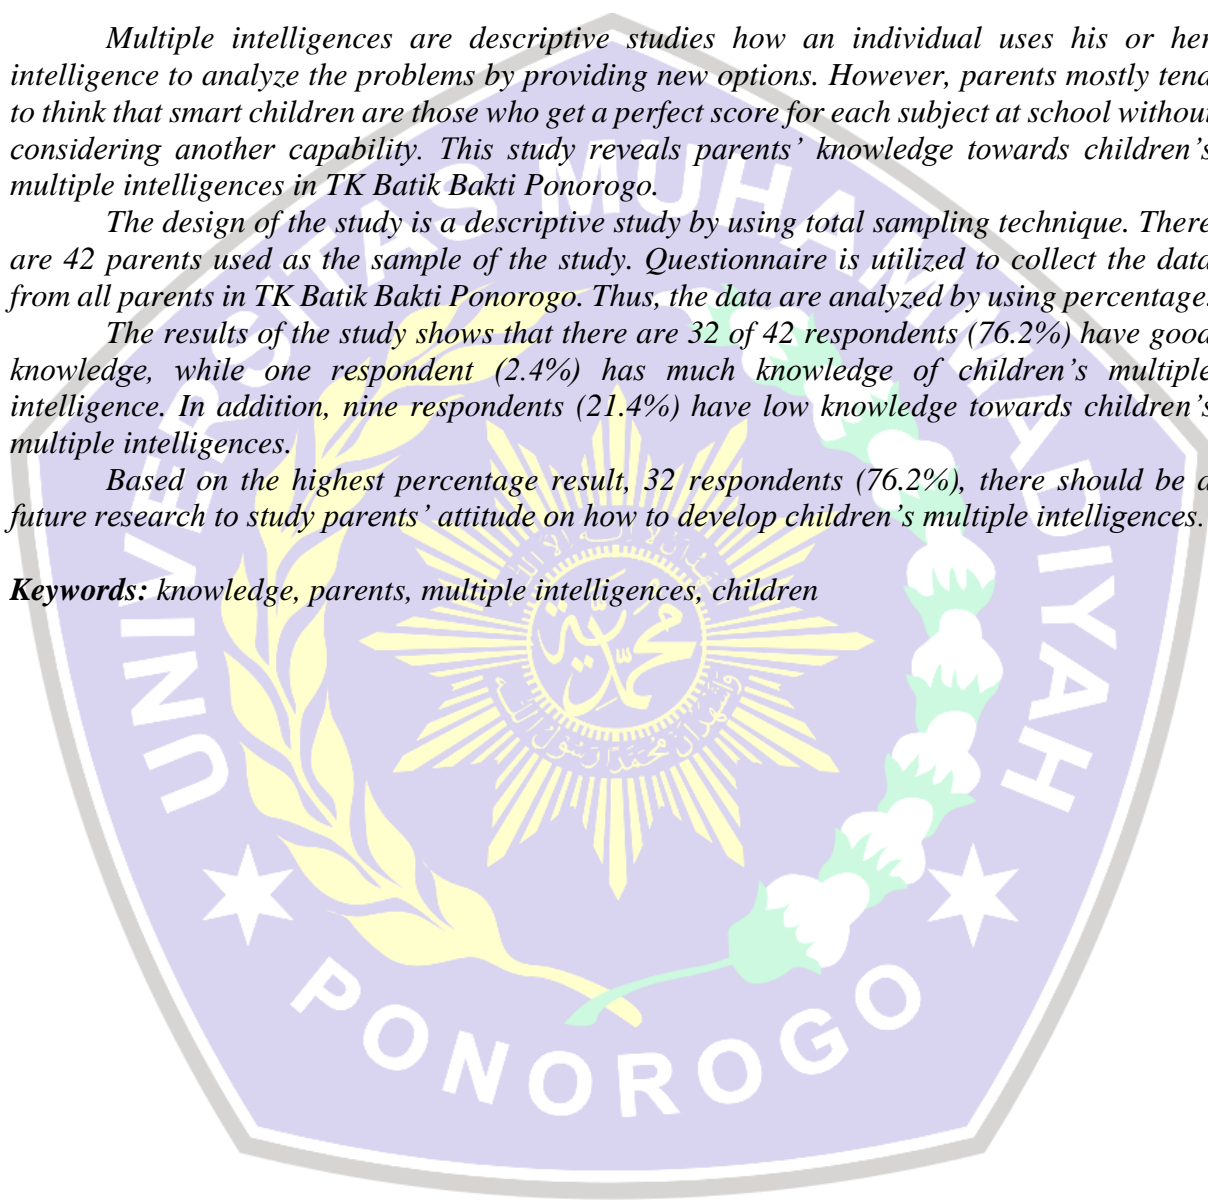 Multiple intelligences are descriptive studies how an individual uses his or her
intelligence to analyze the problems by providing new options. However, parents mostly tend
to think that smart children are those who get a perfect score for each subject at school without
considering another capability. This study reveals parents’ knowledge towards children’s
multiple intelligences in TK Batik Bakti Ponorogo.
The design of the study is a descriptive study by using total sampling technique. There
are 42 parents used as the sample of the study. Questionnaire is utilized to collect the data
from all parents in TK Batik Bakti Ponorogo. Thus, the data are analyzed by using percentage.
The results of the study shows that there are 32 of 42 respondents (76.2%) have good
knowledge, while one respondent (2.4%) has much knowledge of children’s multiple
intelligence. In addition, nine respondents (21.4%) have low knowledge towards children’s
multiple intelligences.
Based on the highest percentage result, 32 respondents (76.2%), there should be a
future research to study parents’ attitude on how to develop children’s multiple intelligences.
Keywords: knowledge, parents, multiple intelligences, children
UNIVERSITAS MUHAMMADIYAH
PONOROGO
محمدية